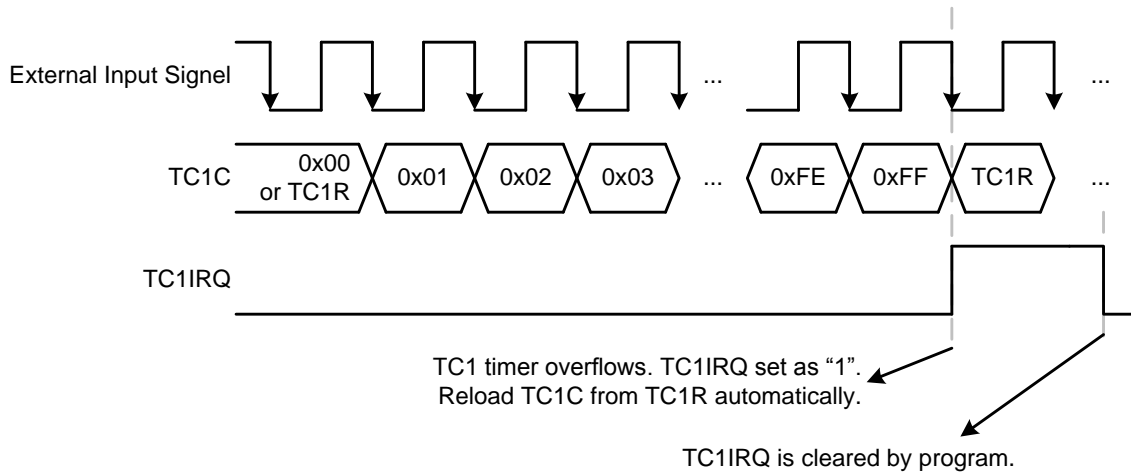 External Input Signel
...
...
TC1C
0x00
or TC1R
0x01
0x02
0x03
...
0xFE
0xFF
TC1R
...
TC1IRQ
TC1 timer overflows. TC1IRQ set as “1”.
Reload TC1C from TC1R automatically.
TC1IRQ is cleared by program.